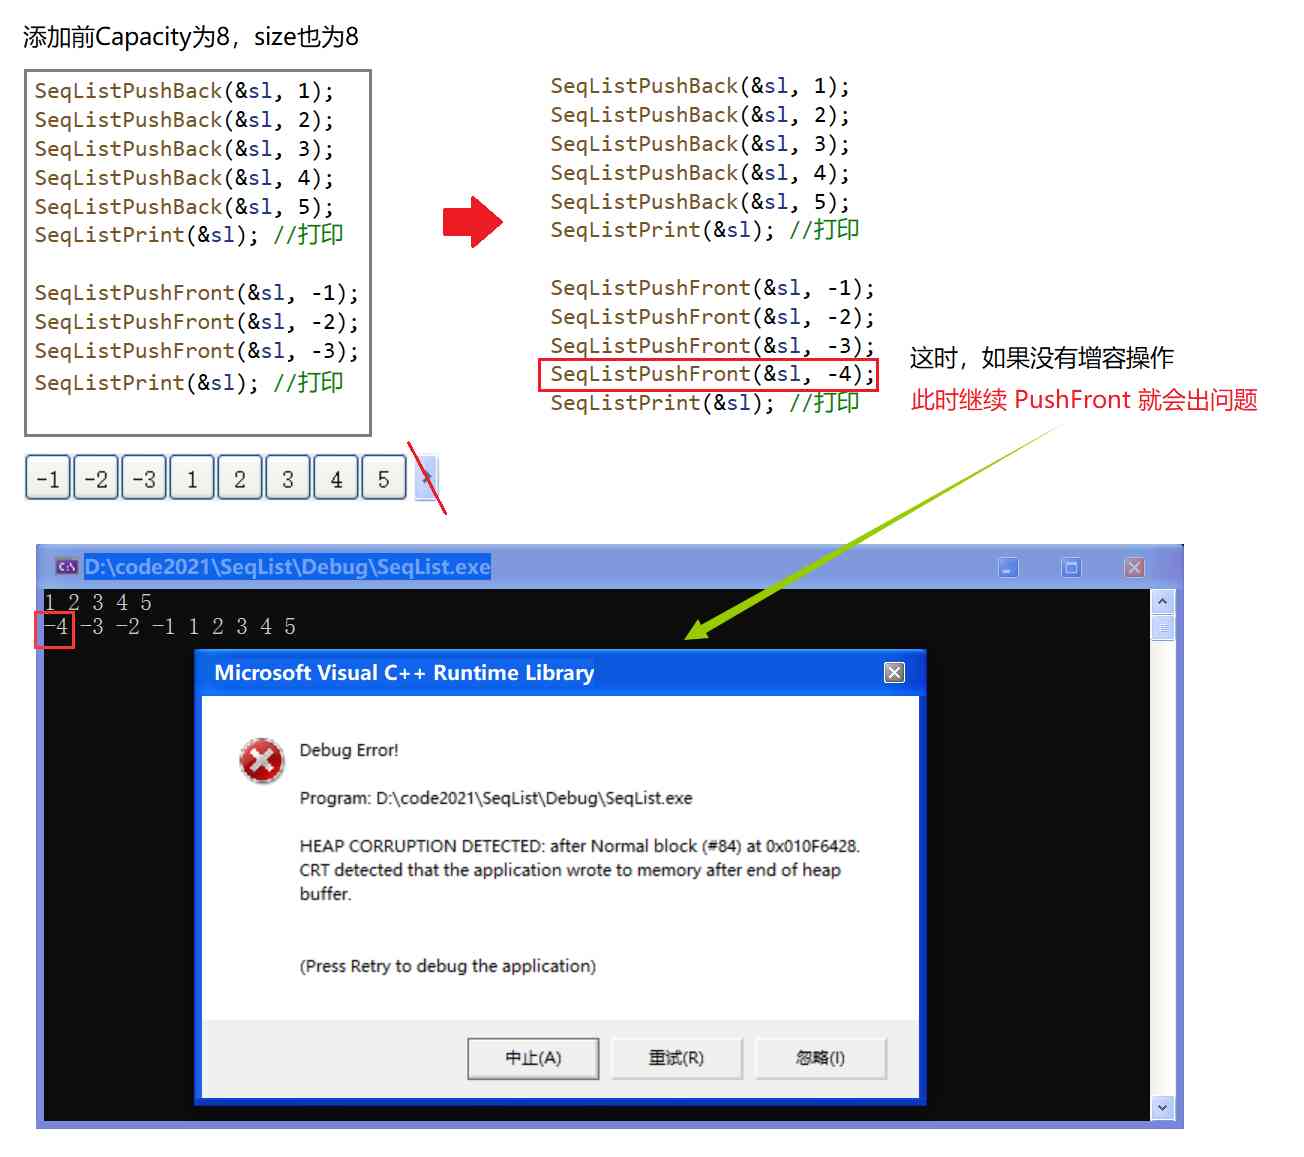 添加前Capacity为8，size也为8
SeqListPushBack(&sl, 1);
SeqListPushBack(&sl, 2);
SeqListPushBack(&sl, 3);
SeqListPushBack(&sl, 4);
SeqListPushBack(&sl, 5);
SeqListPrint(&sl); //打印
SeqListPushFront(&sl, -1);
SeqListPushFront(&sl, -2);
SeqListPushFront(&sl, -3);
SeqListPrint(&sl); //打印
-1 -2 -3 1 2 3 4 5
SeqListPushBack(&sl, 1);
SeqListPushBack(&sl, 2);
SeqListPushBack(&sl, 3);
SeqListPushBack(&sl, 4);
SeqListPushBack(&sl, 5);
SeqListPrint(&sl); //打印
SeqListPushFront(&sl, -1);
SeqListPushFront(&sl, -2);
SeqListPushFront(&sl, -3);
SeqListPushFront(&sl, -4);
SeqListPrint(&sl); //打印
这时，如果没有增容操作
此时继续 PushFront 就会出问题
C:\ D:\code2021\SeqList\Debug\SeqList.exe
1 2 3 4 5
-4 -3 -2 -1 1 2 3 4 5
Microsoft Visual C++ Runtime Library
Debug Error!
Program: D:\code2021\SeqList\Debug\SeqList.exe
HEAP CORRUPTION DETECTED: after Normal block (#84) at 0x010F6428.
CRT detected that the application wrote to memory after end of heap
buffer.
(Press Retry to debug the application)
中止(A) 重试(R) 忽略(I)